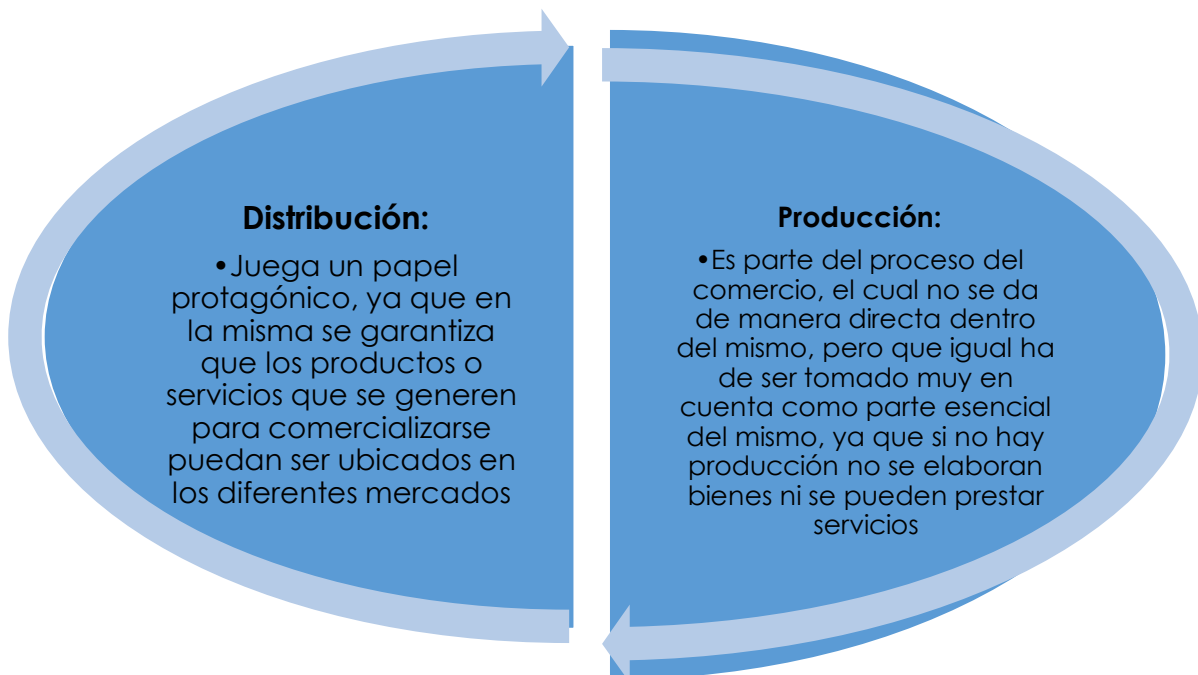 Distribución:
•Juega un papel
protagónico, ya que en
la misma se garantiza
que los productos o
servicios que se generen
para comercializarse
puedan ser ubicados en
los diferentes mercados
Producción:
•Es parte del proceso del
comercio, el cual no se da
de manera directa dentro
del mismo, pero que igual ha
de ser tomado muy en
cuenta como parte esencial
del mismo, ya que si no hay
producción no se elaboran
bienes ni se pueden prestar
servicios